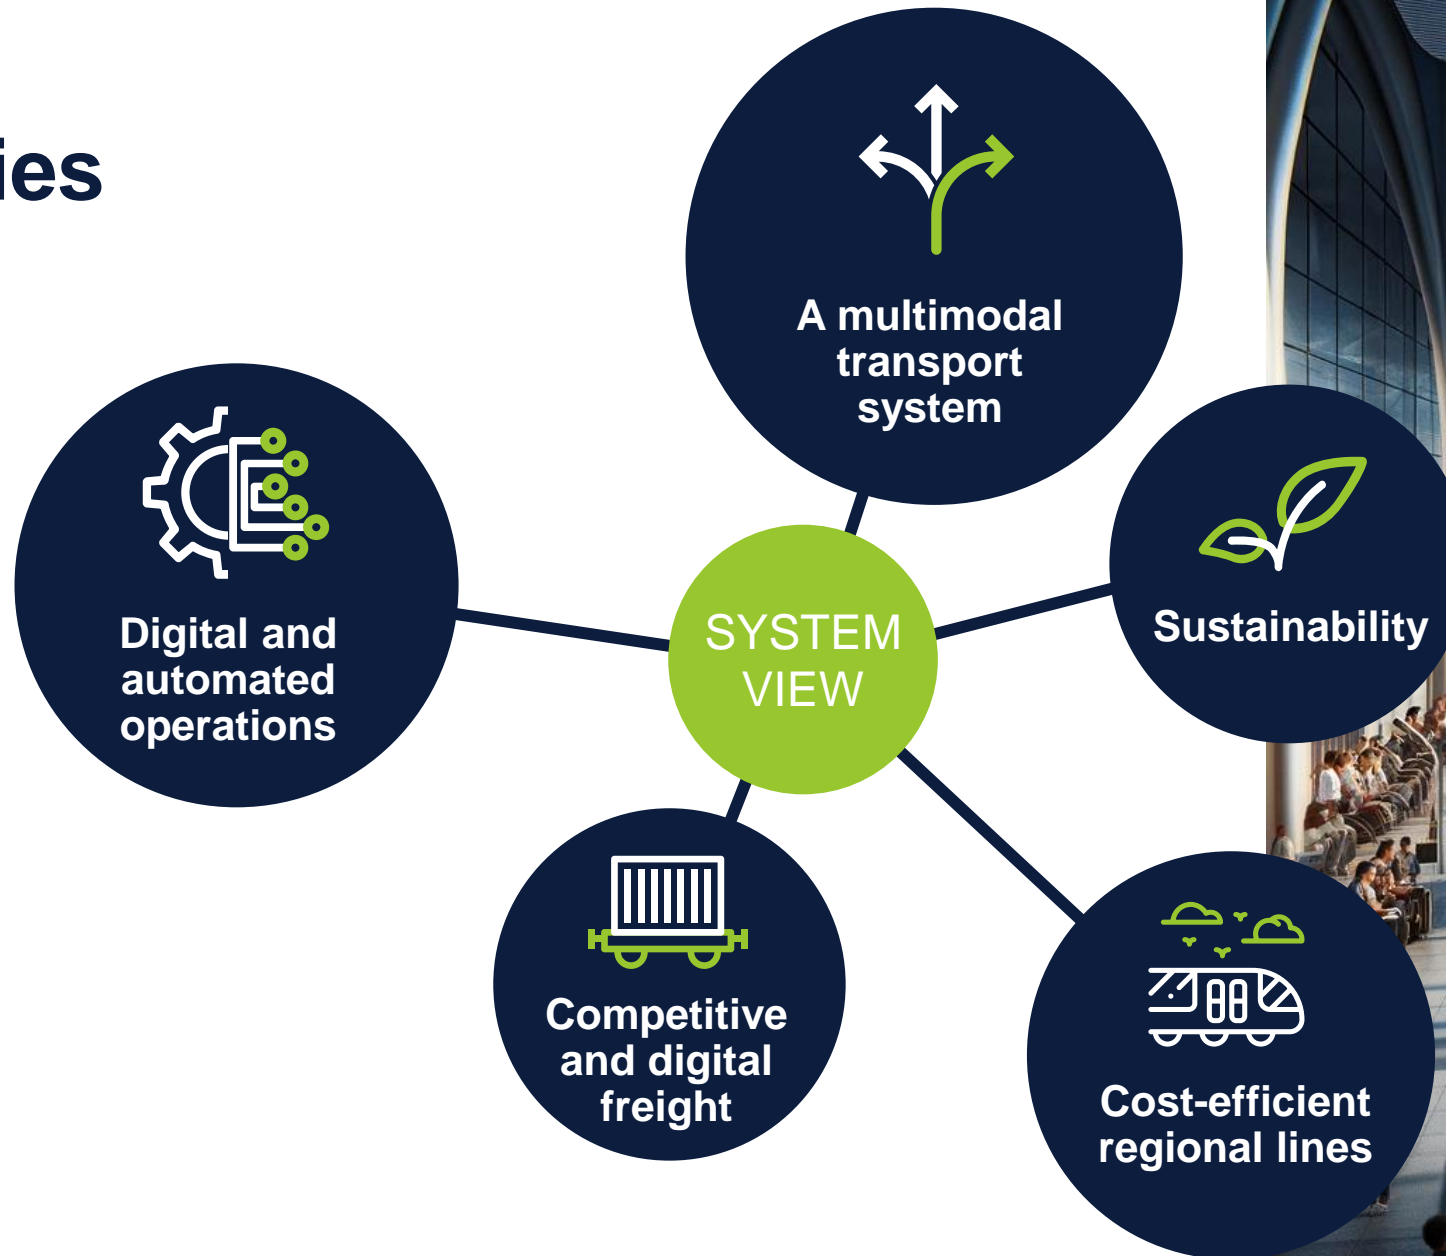 ies
A multimodal
transport
system
Digital and
automated
operations
SYSTEM
VIEW
Sustainability
Competitive
and digital
freight
Cost-efficient
regional lines